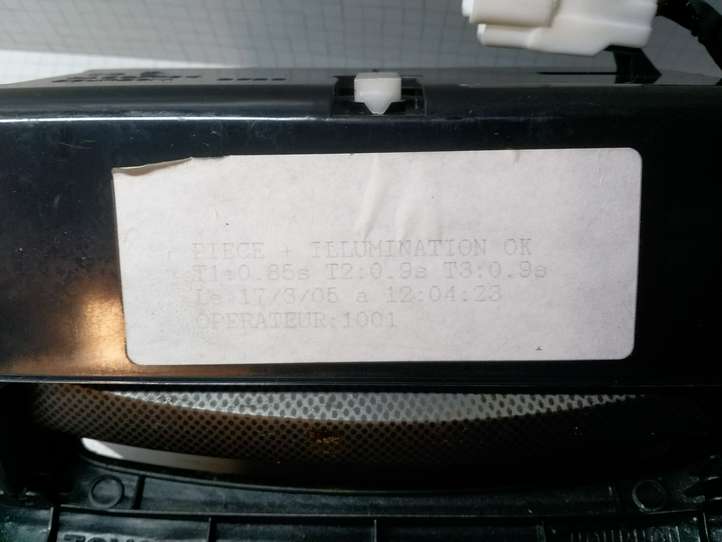 PIECE + ILLUMINATION OK
T1:0.85s T2:0.9s T3:0.9s
Le 17/3/05 a 12:04:23
OPERATEUR:1001